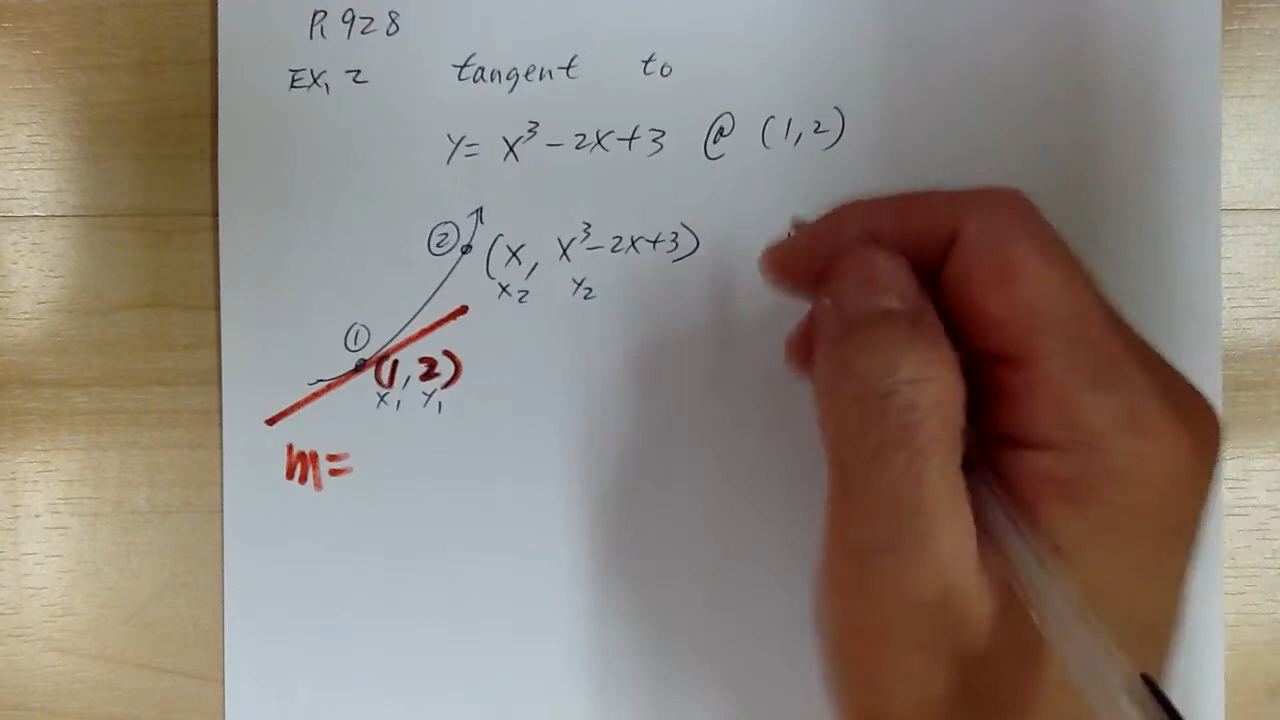 P. 928
Ex. 2 tangent to
y = x³ - 2x + 3 @ (1, 2)
② (x, x³ - 2x + 3)
x₂ y₂
①
(1, 2)
x₁ y₁
m =